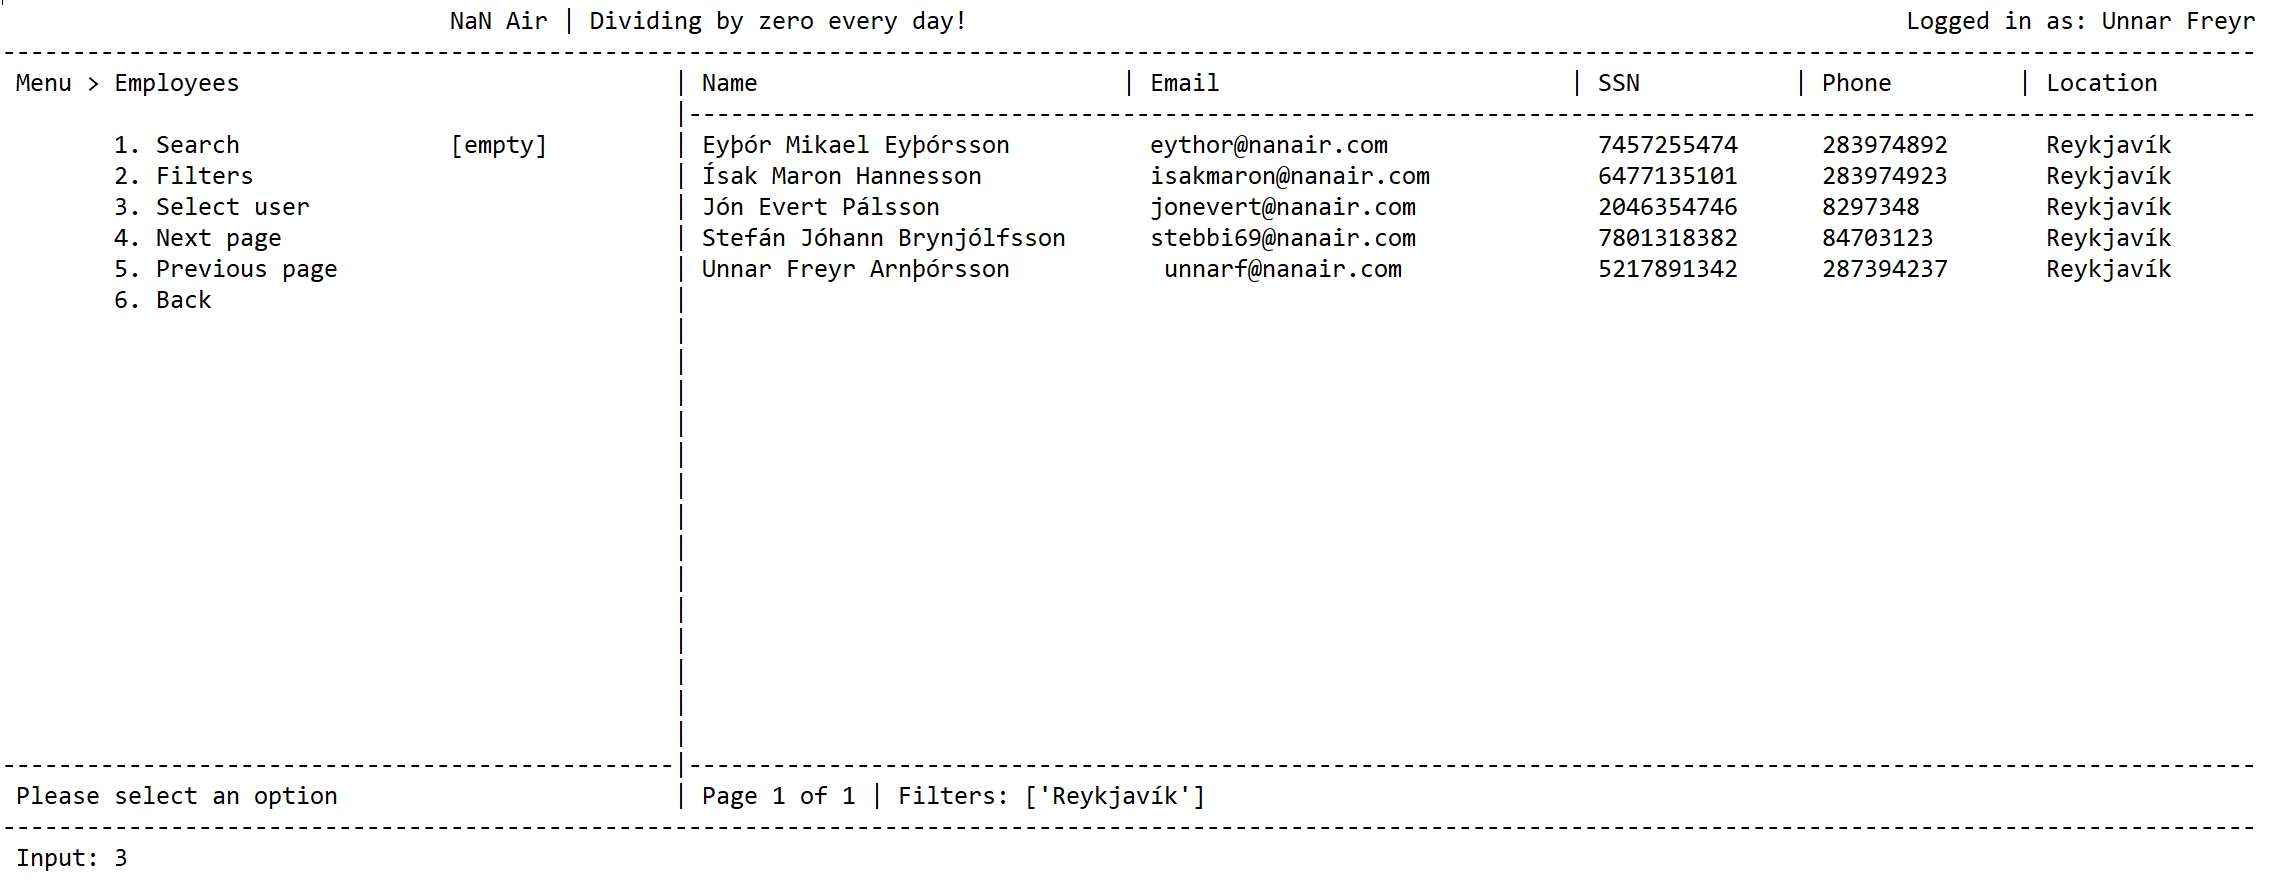 NaN Air | Dividing by zero every day! Logged in as: Unnar Freyr
--------------------------------------------------------------------------------
Menu > Employees | Name | Email | SSN | Phone | Location
|--------------------------------------------------------------------------------
1. Search [empty] | Eyþór Mikael Eyþórsson eythor@nanair.com 7457255474 283974892 Reykjavík
2. Filters | Ísak Maron Hannesson isakmaron@nanair.com 6477135101 283974923 Reykjavík
3. Select user | Jón Evert Pálsson jonevert@nanair.com 2046354746 8297348 Reykjavík
4. Next page | Stefán Jóhann Brynjólfsson stebbi69@nanair.com 7801318382 84703123 Reykjavík
5. Previous page | Unnar Freyr Arnþórsson unnarf@nanair.com 5217891342 287394237 Reykjavík
6. Back |
--------------------------------------------------------------------------------
Please select an option | Page 1 of 1 | Filters: ['Reykjavík']
--------------------------------------------------------------------------------
Input: 3